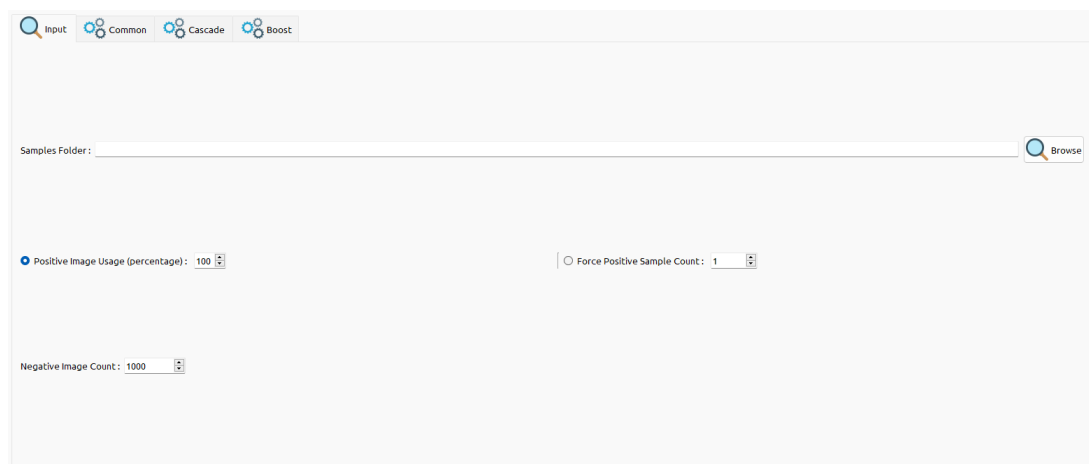 Input Common Cascade Boost
Samples Folder : Browse
Positive Image Usage (percentage) : 100 Force Positive Sample Count : 1
Negative Image Count : 1000